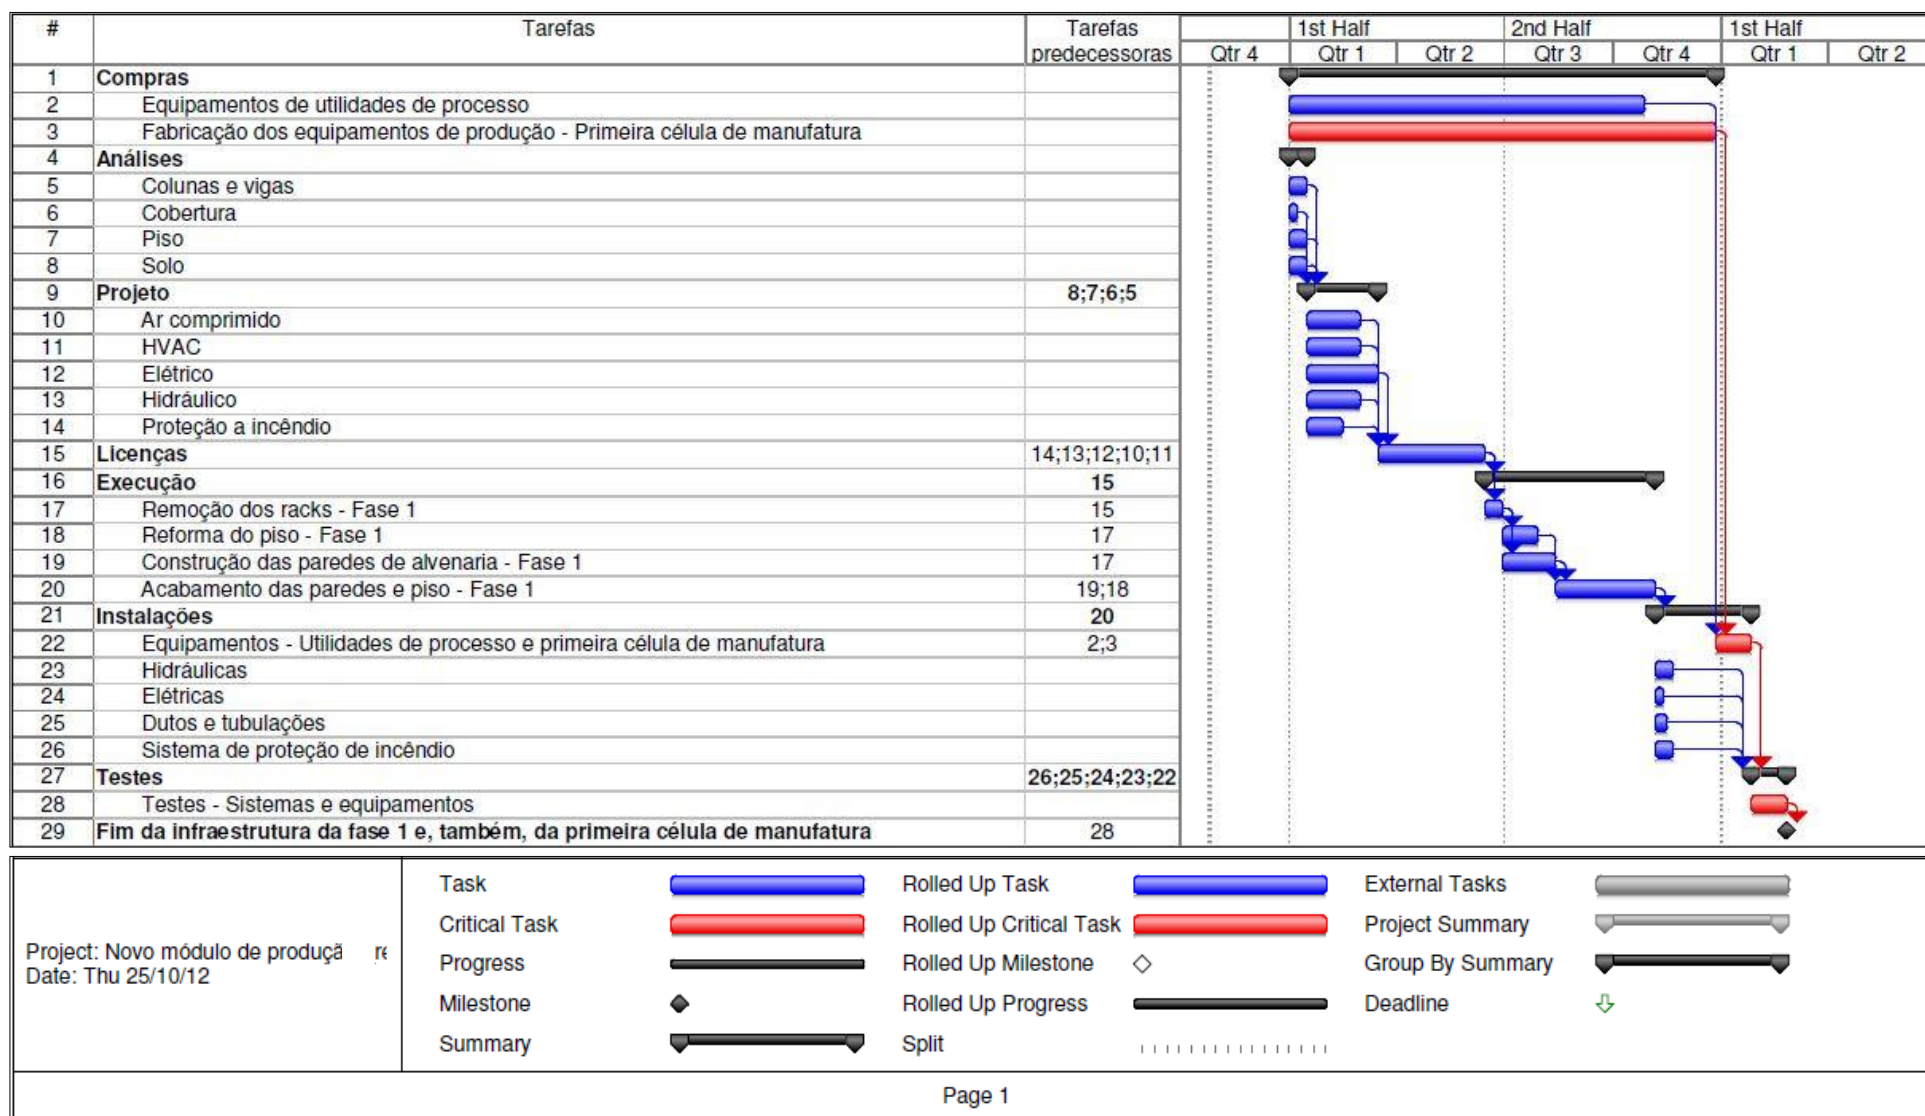 # Tarefas Tarefas predecessoras
1st Half 2nd Half 1st Half
Qtr 4 Qtr 1 Qtr 2 Qtr 3 Qtr 4 Qtr 1 Qtr 2
1 Compras
2 Equipamentos de utilidades de processo
3 Fabricação dos equipamentos de produção - Primeira célula de manufatura
4 Análises
5 Colunas e vigas
6 Cobertura
7 Piso
8 Solo
9 Projeto 8;7;6;5
10 Ar comprimido
11 HVAC
12 Elétrico
13 Hidráulico
14 Proteção a incêndio
15 Licenças 14;13;12;10;11
16 Execução 15
17 Remoção dos racks - Fase 1 15
18 Reforma do piso - Fase 1 17
19 Construção das paredes de alvenaria - Fase 1 17
20 Acabamento das paredes e piso - Fase 1 19;18
21 Instalações 20
22 Equipamentos - Utilidades de processo e primeira célula de manufatura 2;3
23 Hidráulicas
24 Elétricas
25 Dutos e tubulações
26 Sistema de proteção de incêndio
27 Testes 26;25;24;23;22
28 Testes - Sistemas e equipamentos
29 Fim da infraestrutura da fase 1 e, também, da primeira célula de manufatura 28
Project: Novo módulo de produçã re
Date: Thu 25/10/12
Task Rolled Up Task External Tasks
Critical Task Rolled Up Critical Task Project Summary
Progress Rolled Up Milestone Group By Summary
Milestone Rolled Up Progress Deadline
Summary Split
Page 1